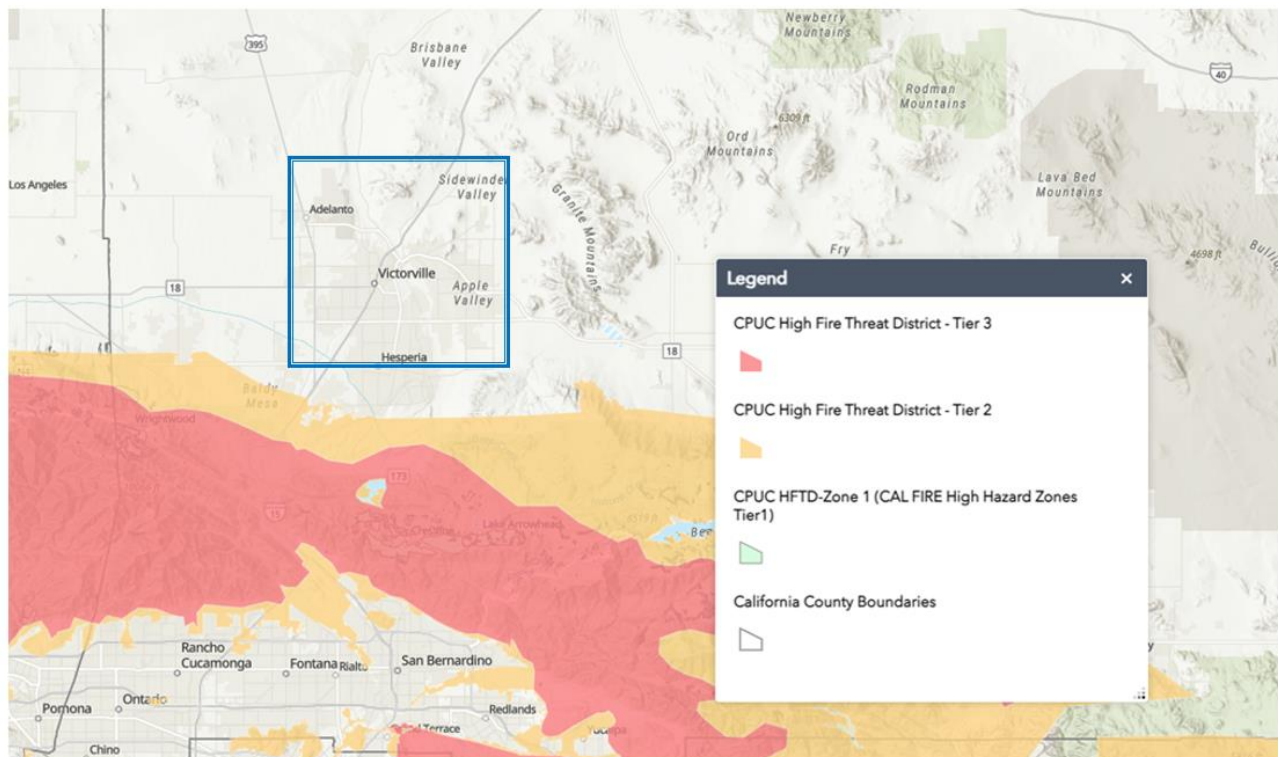 Newberry
Mountains
395
Brisbane
Valley
40
Rodman
Mountains
6309 ft
Ord
Mountains
Los Angeles
Sidewinder
Valley
Lava Bed
Mountains
Adelanto
Granite Mountains
Fry
4698 ft
Victorville
Apple
Valley
18
18
Hesperia
Baldy
Mesa
Wrightwood
173
15
Lake Arrowhead
Rancho
Cucamonga
Fontana
Rialto
San Bernardino
Ontario
Pomona
Redlands
Terrace
Chino
Legend
×
CPUC High Fire Threat District - Tier 3
CPUC High Fire Threat District - Tier 2
CPUC HFTD-Zone 1 (CAL FIRE High Hazard Zones
Tier1)
California County Boundaries